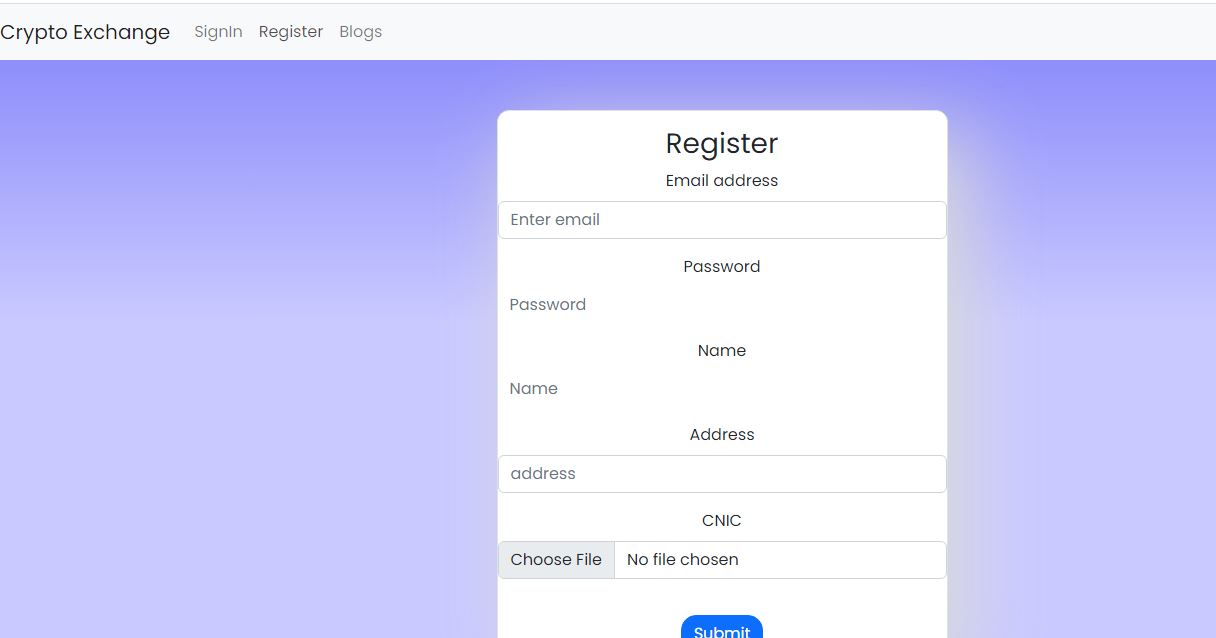 Crypto Exchange SignIn Register Blogs
Register
Email address
Enter email
Password
Password
Name
Name
Address
address
CNIC
Choose File No file chosen
Submit